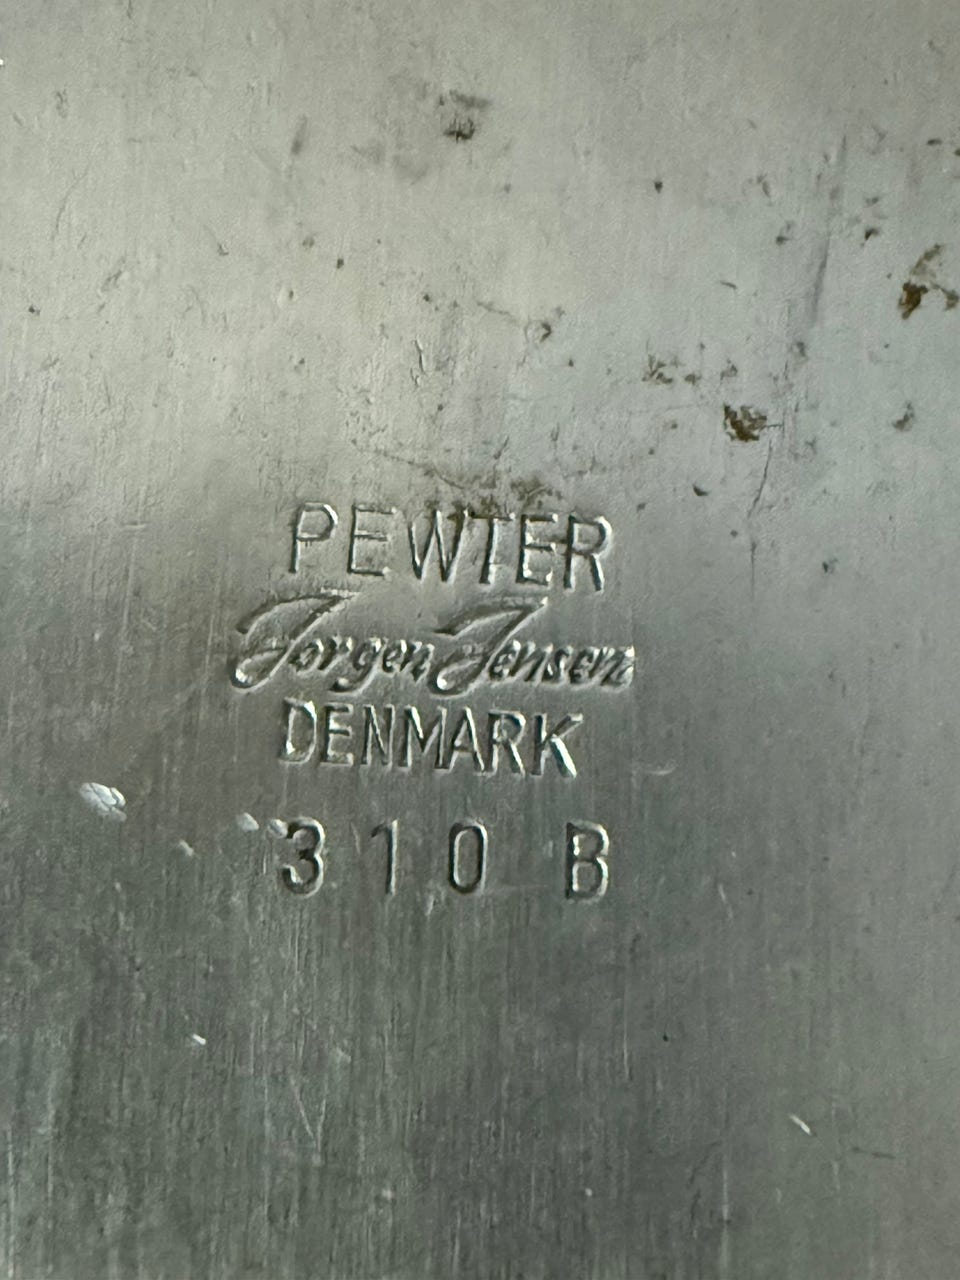 PEWTER
Jorgen Jensen
DENMARK
310 B